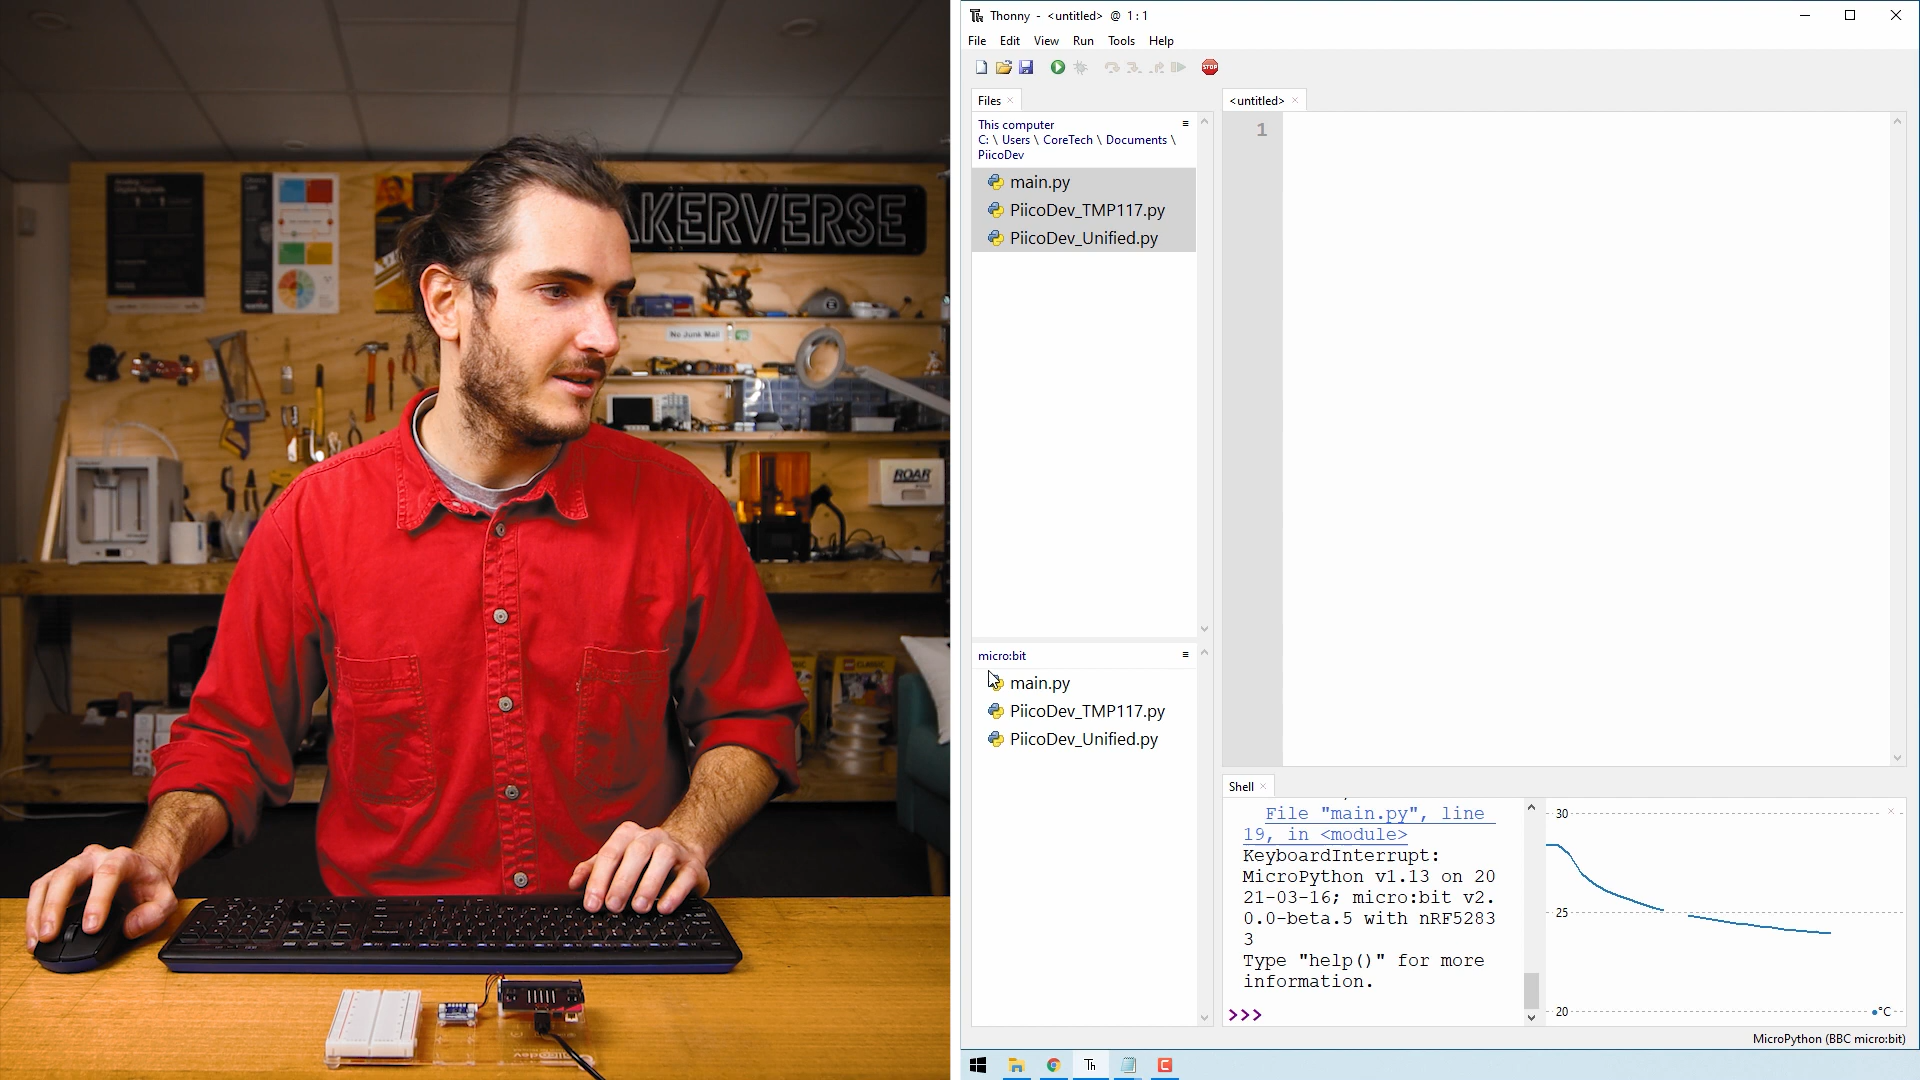 AKERVERSE
No Junk Mail
ROAR
Thonny - <untitled> @ 1 : 1
File Edit View Run Tools Help
STOP
Files
<untitled>
This computer
C: \ Users \ CoreTech \ Documents \
PiicoDev
main.py
PiicoDev_TMP117.py
PiicoDev_Unified.py
1
micro:bit
main.py
PiicoDev_TMP117.py
PiicoDev_Unified.py
Shell
File "main.py", line
19, in <module>
KeyboardInterrupt:
MicroPython v1.13 on 20
21-03-16; micro:bit v2.
0.0-beta.5 with nRF5283
3
Type "help()" for more
information.
>>>
30
25
20
°C
MicroPython (BBC micro:bit)
Th